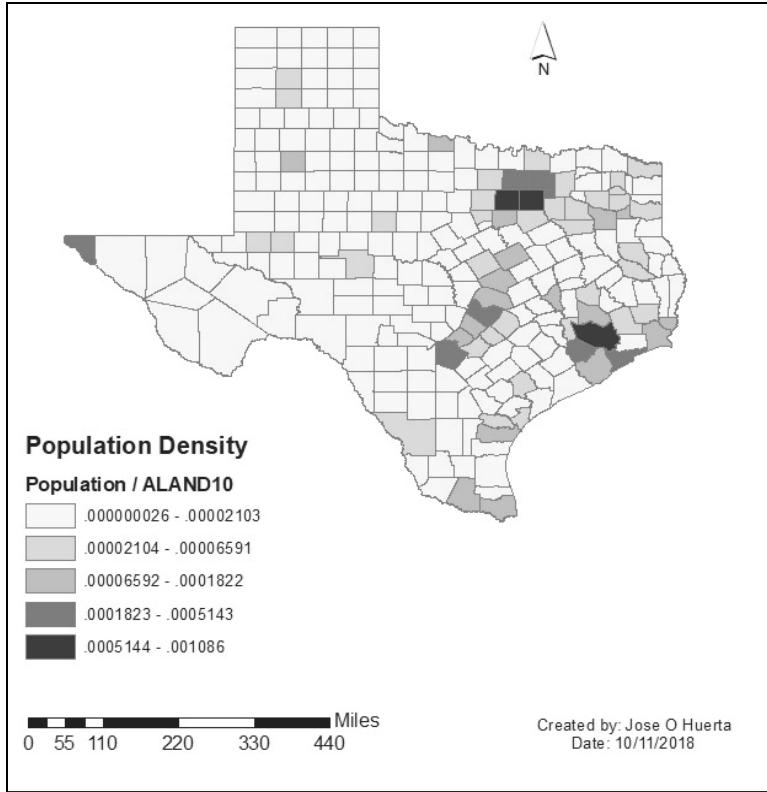 N
Population Density
Population / ALAND10
.000000026 - .00002103
.00002104 - .00006591
.00006592 - .0001822
.0001823 - .0005143
.0005144 - .001086
Miles
0 55 110 220 330 440
Created by: Jose O Huerta
Date: 10/11/2018